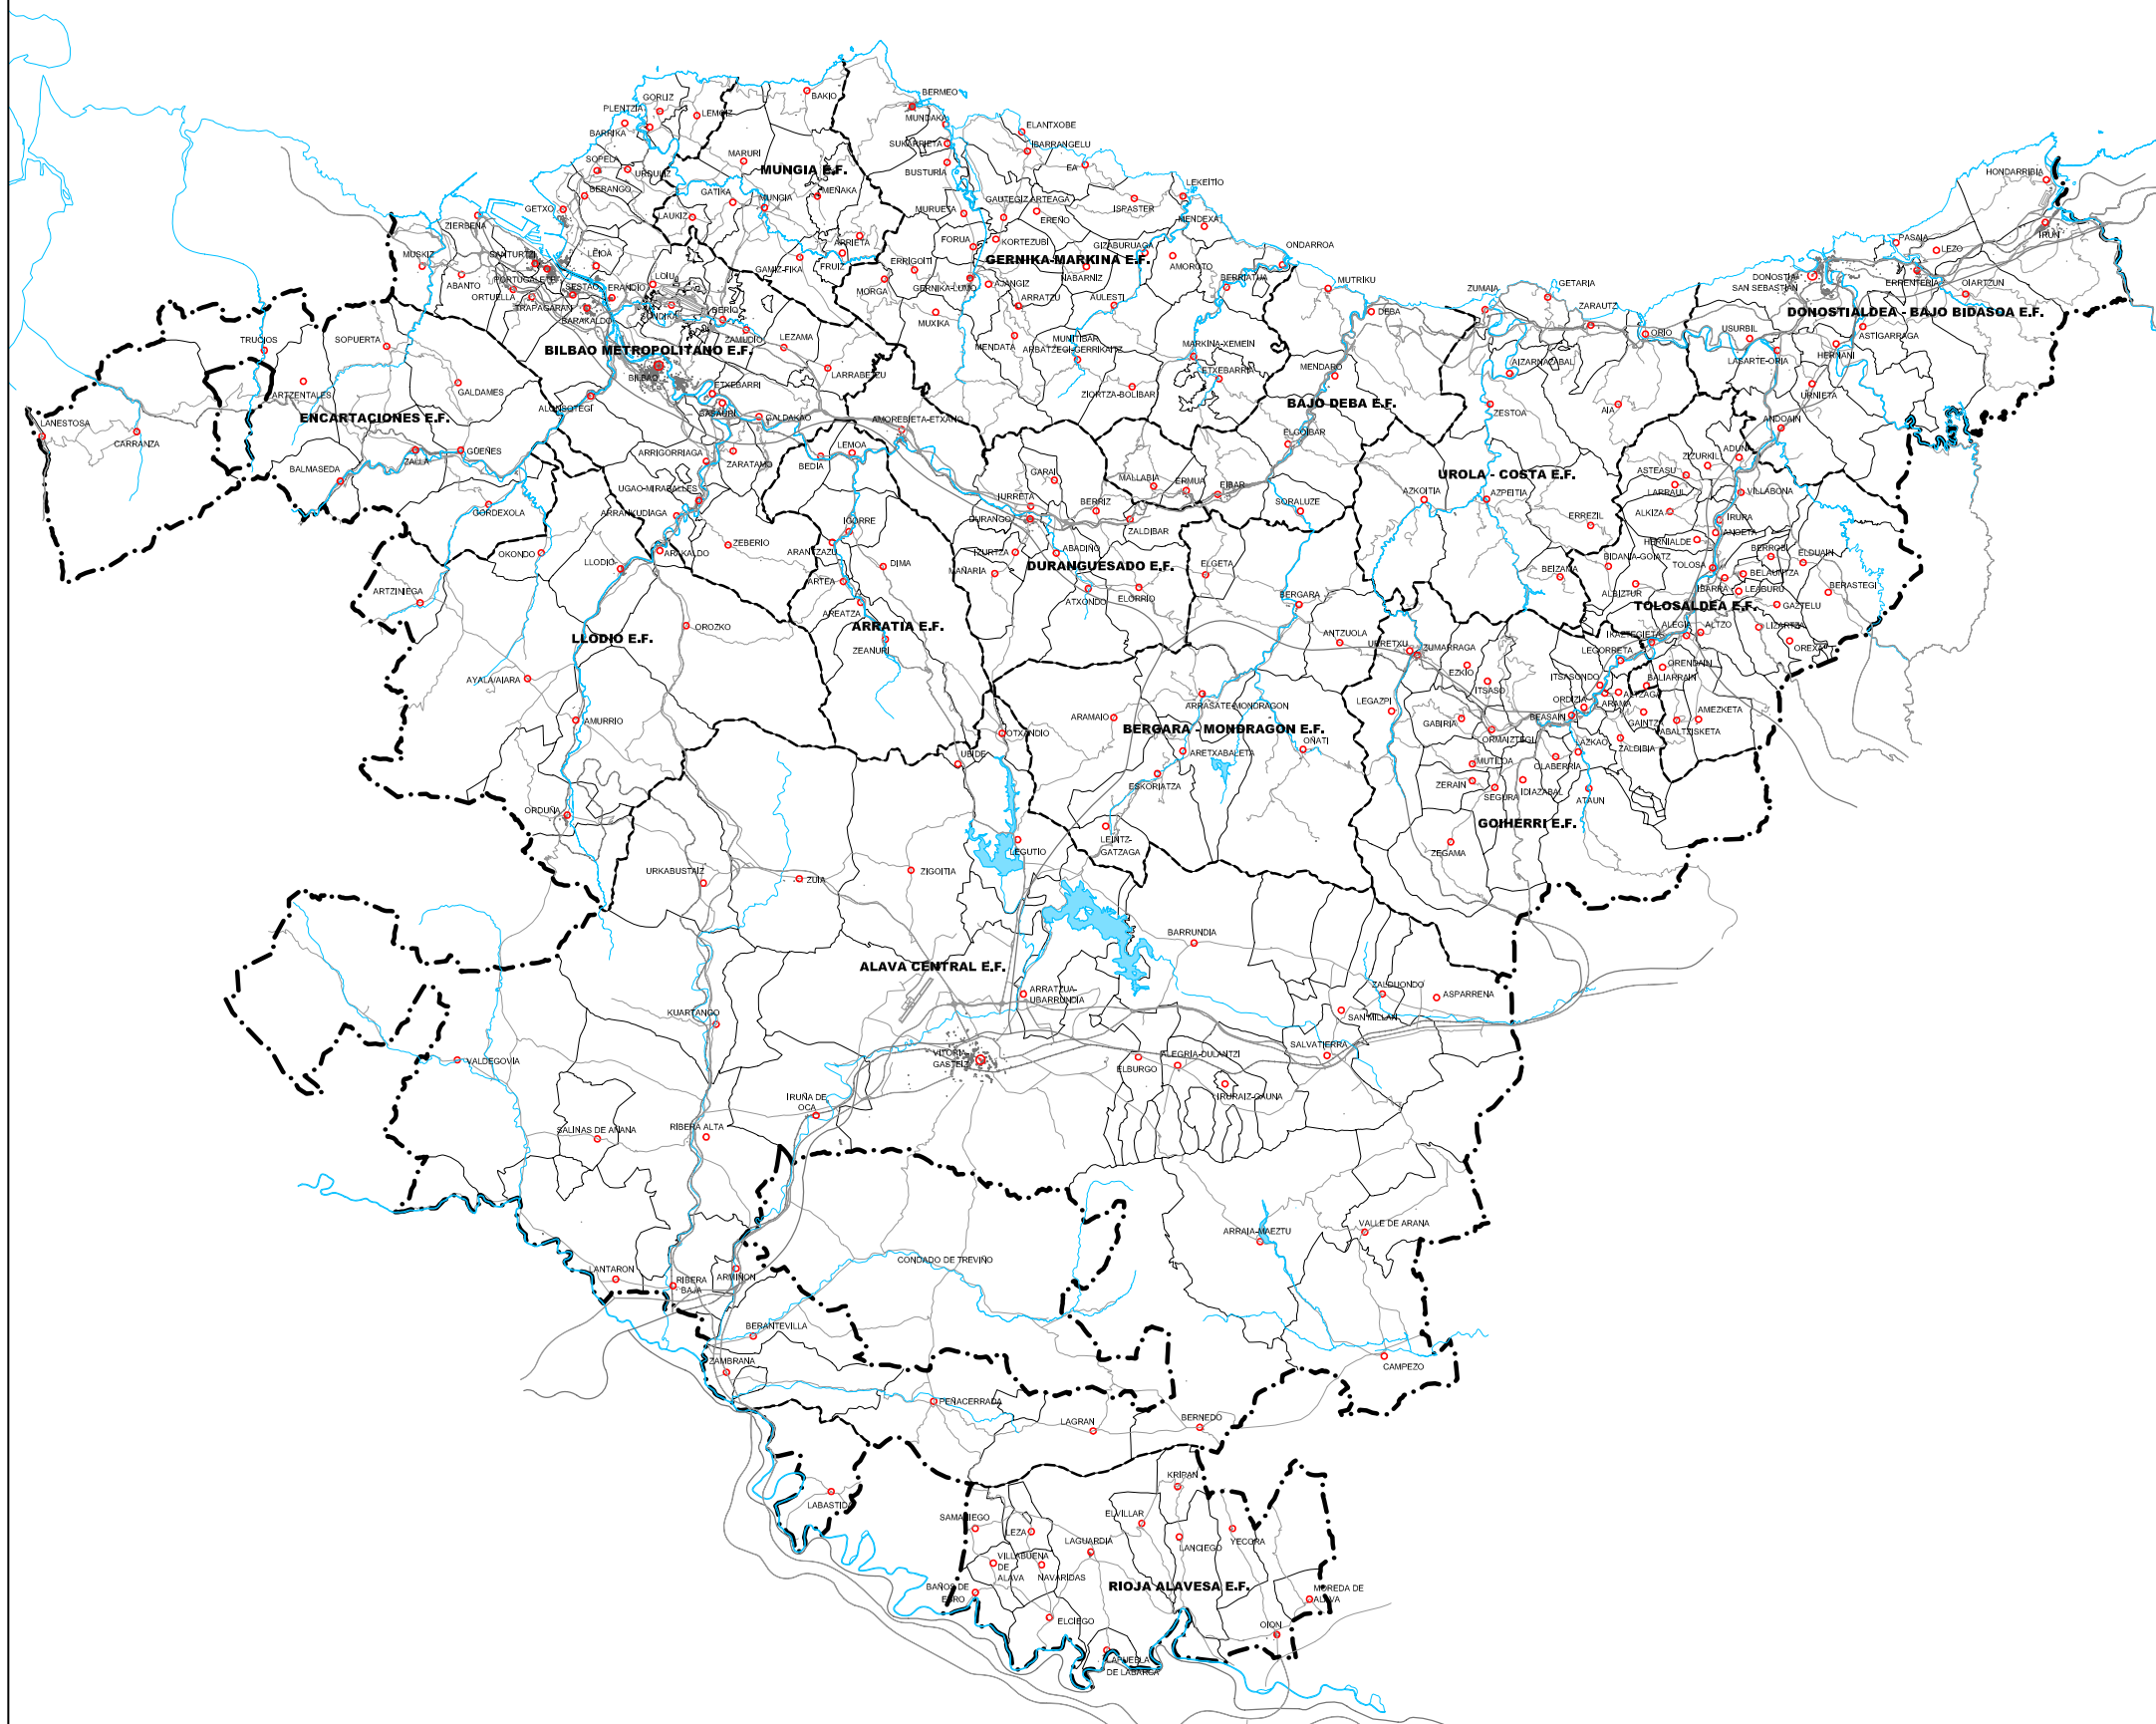 GORLIZ
BAKIO
BERMEO
PLENTZIA
LEMOIZ
MUNDAKA
ELANTXOBE
BARRIKA
SUKARRIETA
IBARRANGELU
HONDARRIBIA
SOPELA
URDULIZ
MARURI
MUNGIA E.F.
BUSTURIA
EA
LEKEITIO
BERANGO
GATIKA
MUNGIA
MEÑAKA
GETXO
LAUKIZ
MURUETA
GAUTEGIZ ARTEAGA
EREÑO
ISPASTER
MENDEXA
ZIERBENA
IRUN
MUSKIZ
SANTURTZI
LEIOA
ARRIETA
FORUA
KORTEZUBI
GIZABURUAGA
ONDARROA
PASAIA
LEZO
GERNIKA-MARKINA E.F.
ABANTO
PORTUGALETE
LOIU
GAMIZ-FIKA
FRUIZ
ERRIGOITI
NABARNIZ
AMOROTO
BERRIATUA
MUTRIKU
DONOSTIA
SAN SEBASTIAN
ERRENTERIA
OIARTZUN
ORTUELLA
SESTAO
ERANDIO
MORGA
GERNIKA-LUMO
AJANGIZ
ARRATZU
AULESTI
DEBA
ZUMAIA
GETARIA
ZARAUTZ
TRAPAGARAN
BARAKALDO
SONDIKA
DERIO
ZAMUDIO
MUXIKA
ORIO
DONOSTIALDEA - BAJO BIDASOA E.F.
TRUCIOS
SOPUERTA
BILBAO METROPOLITANO E.F.
LEZAMA
MENDATA
MUNITIBAR
ARBATZEGI-GERRIKAITZ
MARKINA-XEMEIN
USURBIL
ASTIGARRAGA
HERNANI
LASARTE-ORIA
LARRABETZU
ETXEBARRIA
MENDARO
AIZARNAZABAL
BILBAO
ETXEBARRI
ZIORTZA-BOLIBAR
ARTZENTALES
GALDAMES
ALONSOTEGI
BASAURI
GALDAKAO
BAJO DEBA E.F.
ZESTOA
AIA
URNIETA
ENCARTACIONES E.F.
LANESTOSA
CARRANZA
AMOREBIETA-ETXANO
ELGOIBAR
ANDOAIN
ZALLA
GÜEÑES
ARRIGORRIAGA
ZARATAMO
BEDIA
LEMOA
GARAI
MALLABIA
ERMUA
EIBAR
UROLA - COSTA E.F.
ZIZURKIL
ADUNA
BALMASEDA
ASTEASU
LARRAUL
VILLABONA
UGAO-MIRABALLES
IURRETA
BERRIZ
SORALUZE
AZKOITIA
AZPEITIA
GORDEXOLA
ARRANKUDIAGA
IGORRE
DURANGO
ZALDIBAR
ERREZIL
ALKIZA
IRURA
ANOETA
OKONDO
ARAKALDO
ZEBERIO
ARANTZAZU
IZURTZA
ABADIÑO
HERNIALDE
BERROBI
ELDUAIN
LLODIO
DIMA
MAÑARIA
DURANGUESADO E.F.
ELGETA
BEIZAMA
BIDANIA-GOIATZ
TOLOSA
BELAUNTZA
ARTEA
ATXONDO
ELORRIO
BERGARA
ALBIZTUR
IBARRA
LEABURU
BERASTEGI
ARTZINIEGA
AREATZA
TOLOSALDEA E.F.
GAZTELU
LLODIO E.F.
OROZKO
ARRATIA E.F.
ANTZUOLA
URRETXU
ZUMARRAGA
IKAZTEGIETA
ALEGIA
ALTZO
LIZARTZA
OREXA
ZEANURI
LEGORRETA
ORENDAIN
AYALA/AIARA
EZKIO
ITSASO
ITSASONDO
BALIARRAIN
ARRASATE-MONDRAGON
LEGAZPI
ORDIZIA
ALTZAGA
ARAMA
AMURRIO
ARAMAIO
GABIRIA
BEASAIN
GAINTZA
ABALTZISKETA
AMEZKETA
BERGARA - MONDRAGON E.F.
OTXANDIO
ORMAIZTEGI
UBIDE
ARETXABALETA
OÑATI
LAZKAO
ZALDIBIA
MUTILOA
OLABERRIA
ESKORIATZA
ZERAIN
SEGURA
IDIAZABAL
ATAUN
ORDUÑA
GOIHERRI E.F.
LEINTZ-
GATZAGA
LEGUTIO
ZEGAMA
URKABUSTAIZ
ZUIA
ZIGOITIA
BARRUNDIA
ALAVA CENTRAL E.F.
ARRATZUA-
UBARRUNDIA
ZALDUONDO
ASPARRENA
KUARTANGO
SAN MILLAN
VALDEGOVIA
VITORIA-
GASTEIZ
ELBURGO
ALEGRIA-DULANTZI
SALVATIERRA
IRUÑA DE
OCA
IRURAIZ-GAUNA
SALINAS DE AÑANA
RIBERA ALTA
ARRAIA-MAEZTU
VALLE DE ARANA
CONDADO DE TREVIÑO
LANTARON
RIBERA
BAJA
ARMIÑON
BERANTEVILLA
ZAMBRANA
CAMPEZO
PEÑACERRADA
LAGRAN
BERNEDO
KRIPAN
LABASTIDA
SAMANIEGO
LEZA
ELVILLAR
LAGUARDIA
LANCIEGO
YECORA
VILLABUENA
DE
ALAVA
NAVARIDAS
BAÑOS DE
EBRO
RIOJA ALAVESA E.F.
MOREDA DE
ALAVA
ELCIEGO
OION
LAPUEBLA
DE LABARCA